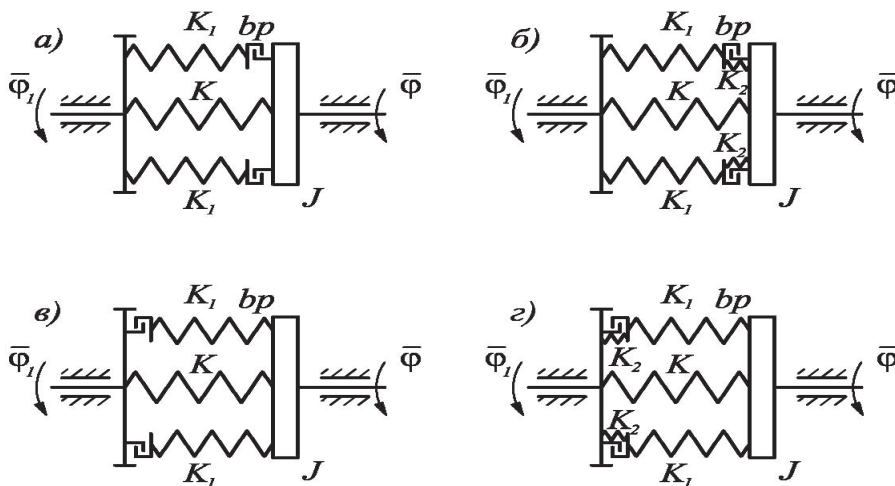 а) K₁ bp
φ̅₁ K φ̅
K₁ J
б) K₁ bp
K₂
φ̅₁ K φ̅
K₂
K₁ J
в) K₁ bp
φ̅₁ K φ̅
K₁ J
г) K₁ bp
φ̅₁ K₂ K φ̅
K₂
K₁ J